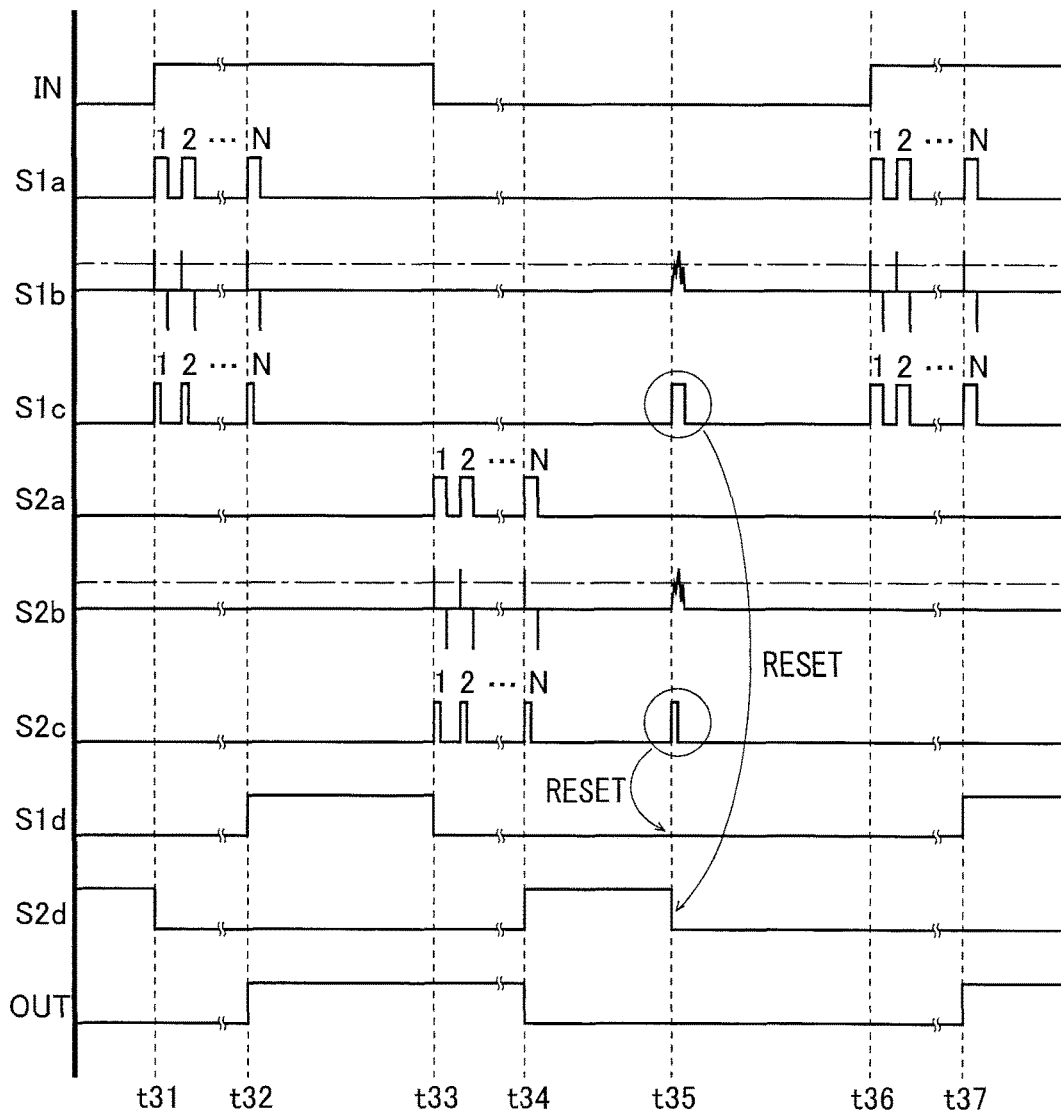 IN
1 2 ··· N 1 2 ··· N
S1a
S1b
1 2 ··· N 1 2 ··· N
S1c
1 2 ··· N
S2a
S2b
1 2 ··· N
RESET
S2c
RESET
S1d
S2d
OUT
t31 t32 t33 t34 t35 t36 t37